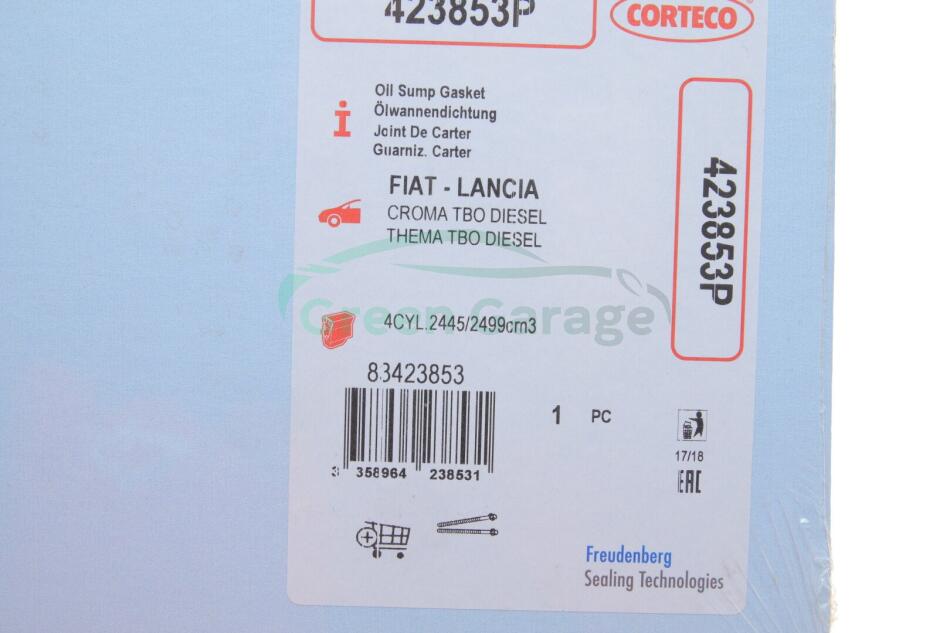 423853P
CORTECO
®
Oil Sump Gasket
Ölwannendichtung
Joint De Carter
Guarniz. Carter
FIAT - LANCIA
CROMA TBO DIESEL
THEMA TBO DIESEL
423853P
Green Garage
4CYL.2445/2499cm3
83423853
1 PC
3 358964 238531
17/18
EAC
Freudenberg
Sealing Technologies